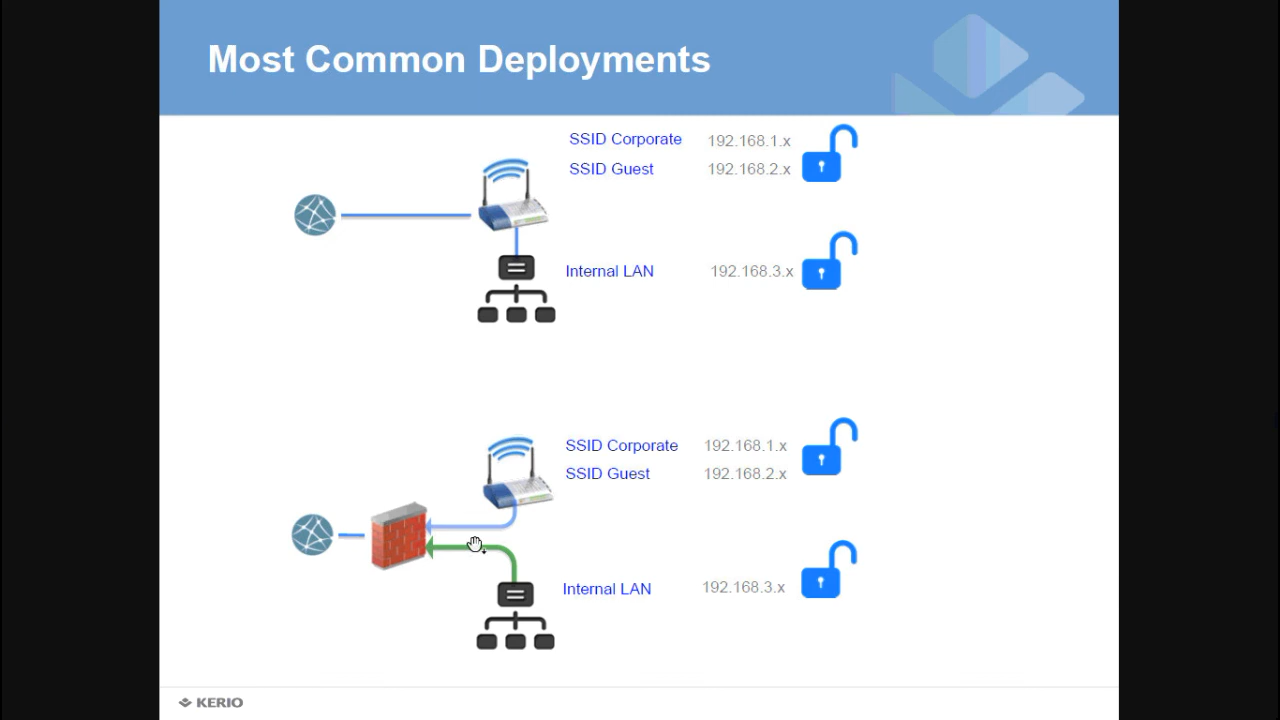 Most Common Deployments
SSID Corporate 192.168.1.x
SSID Guest 192.168.2.x
Internal LAN 192.168.3.x
SSID Corporate 192.168.1.x
SSID Guest 192.168.2.x
Internal LAN 192.168.3.x
KERIO